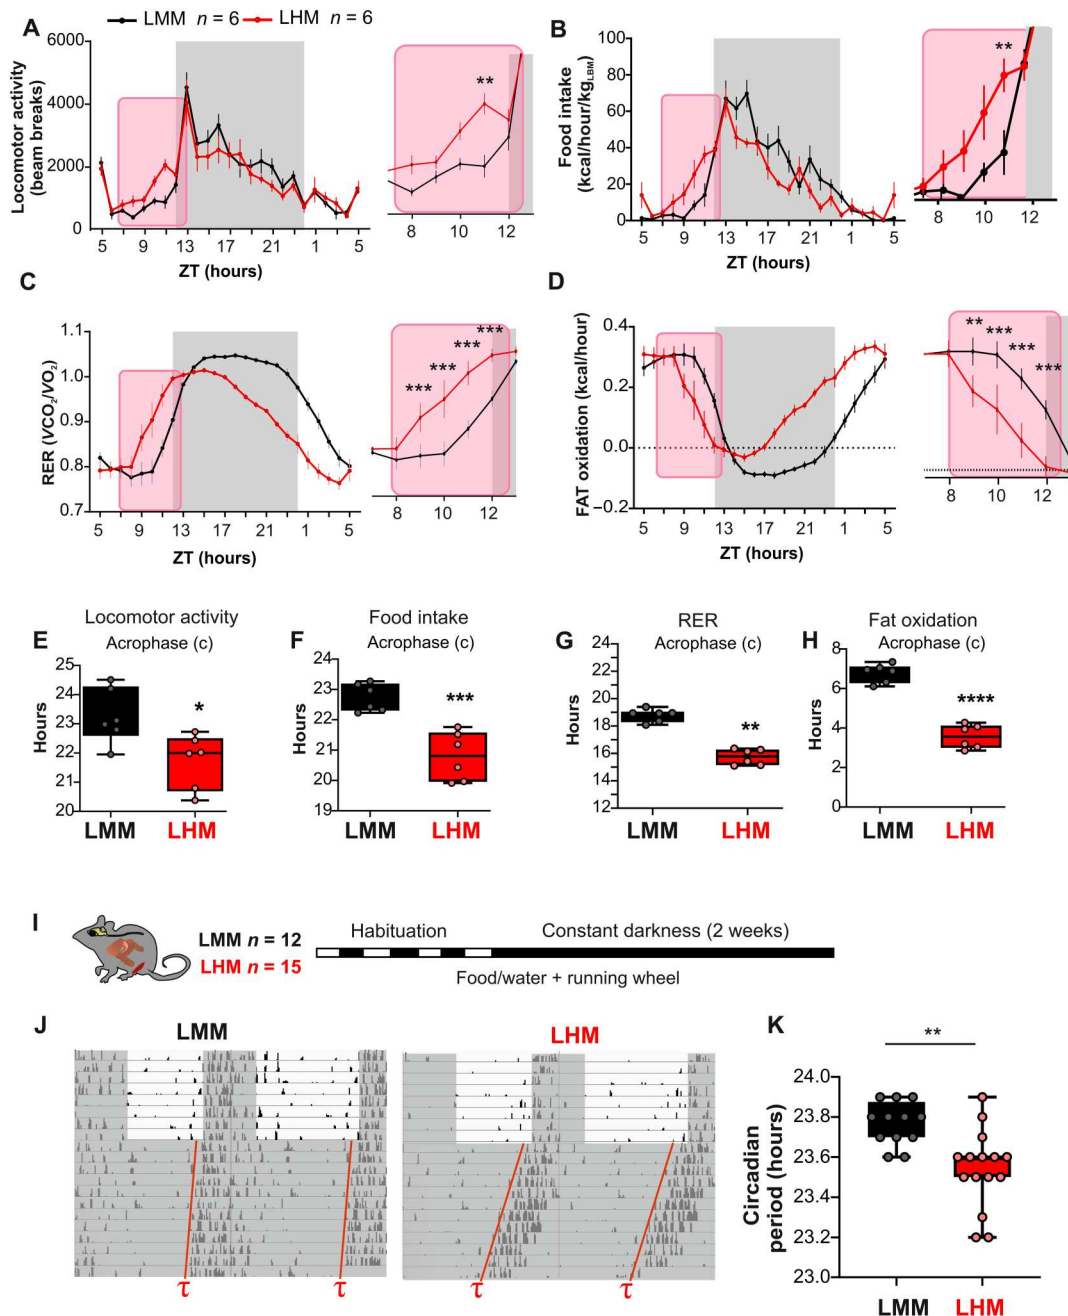 LMM n = 6 LHM n = 6
A
Locomotor activity
(beam breaks)
6000
4000
2000
0
5 9 13 17 21 1 5
ZT (hours)
**
8 10 12
B
Food intake
(kcal/hour/kgLBM)
100
80
60
40
20
0
5 9 13 17 21 1 5
ZT (hours)
**
8 10 12
C
RER (VCO2/VO2)
1.1
1.0
0.9
0.8
0.7
5 9 13 17 21 1 5
ZT (hours)
*** *** *** *** ***
8 10 12
D
FAT oxidation (kcal/hour)
0.4
0.2
0.0
−0.2
5 9 13 17 21 1 5
ZT (hours)
** *** *** ***
8 10 12
E
Locomotor activity
Acrophase (c)
Hours
25
24
23
22
21
20
*
LMM LHM
F
Food intake
Acrophase (c)
Hours
24
23
22
21
20
19
***
LMM LHM
G
RER
Acrophase (c)
Hours
24
23
22
20
19
18
16
15
14
12
**
LMM LHM
H
Fat oxidation
Acrophase (c)
Hours
8
6
4
2
0
****
LMM LHM
I
LMM n = 12
LHM n = 15
Habituation Constant darkness (2 weeks)
Food/water + running wheel
J
LMM LHM
τ τ τ τ
K
**
Circadian
period (hours)
24.0
23.8
23.6
23.4
23.2
23.0
LMM LHM